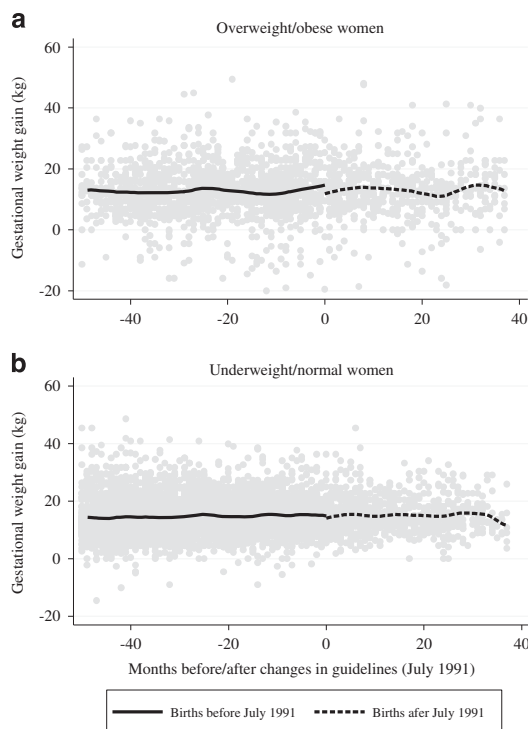 a
Overweight/obese women
Gestational weight gain (kg)
60
40
20
0
-20
-40 -20 0 20 40
b
Underweight/normal women
Gestational weight gain (kg)
60
40
20
0
-20
-40 -20 0 20 40
Months before/after changes in guidelines (July 1991)
Births before July 1991 Births afer July 1991